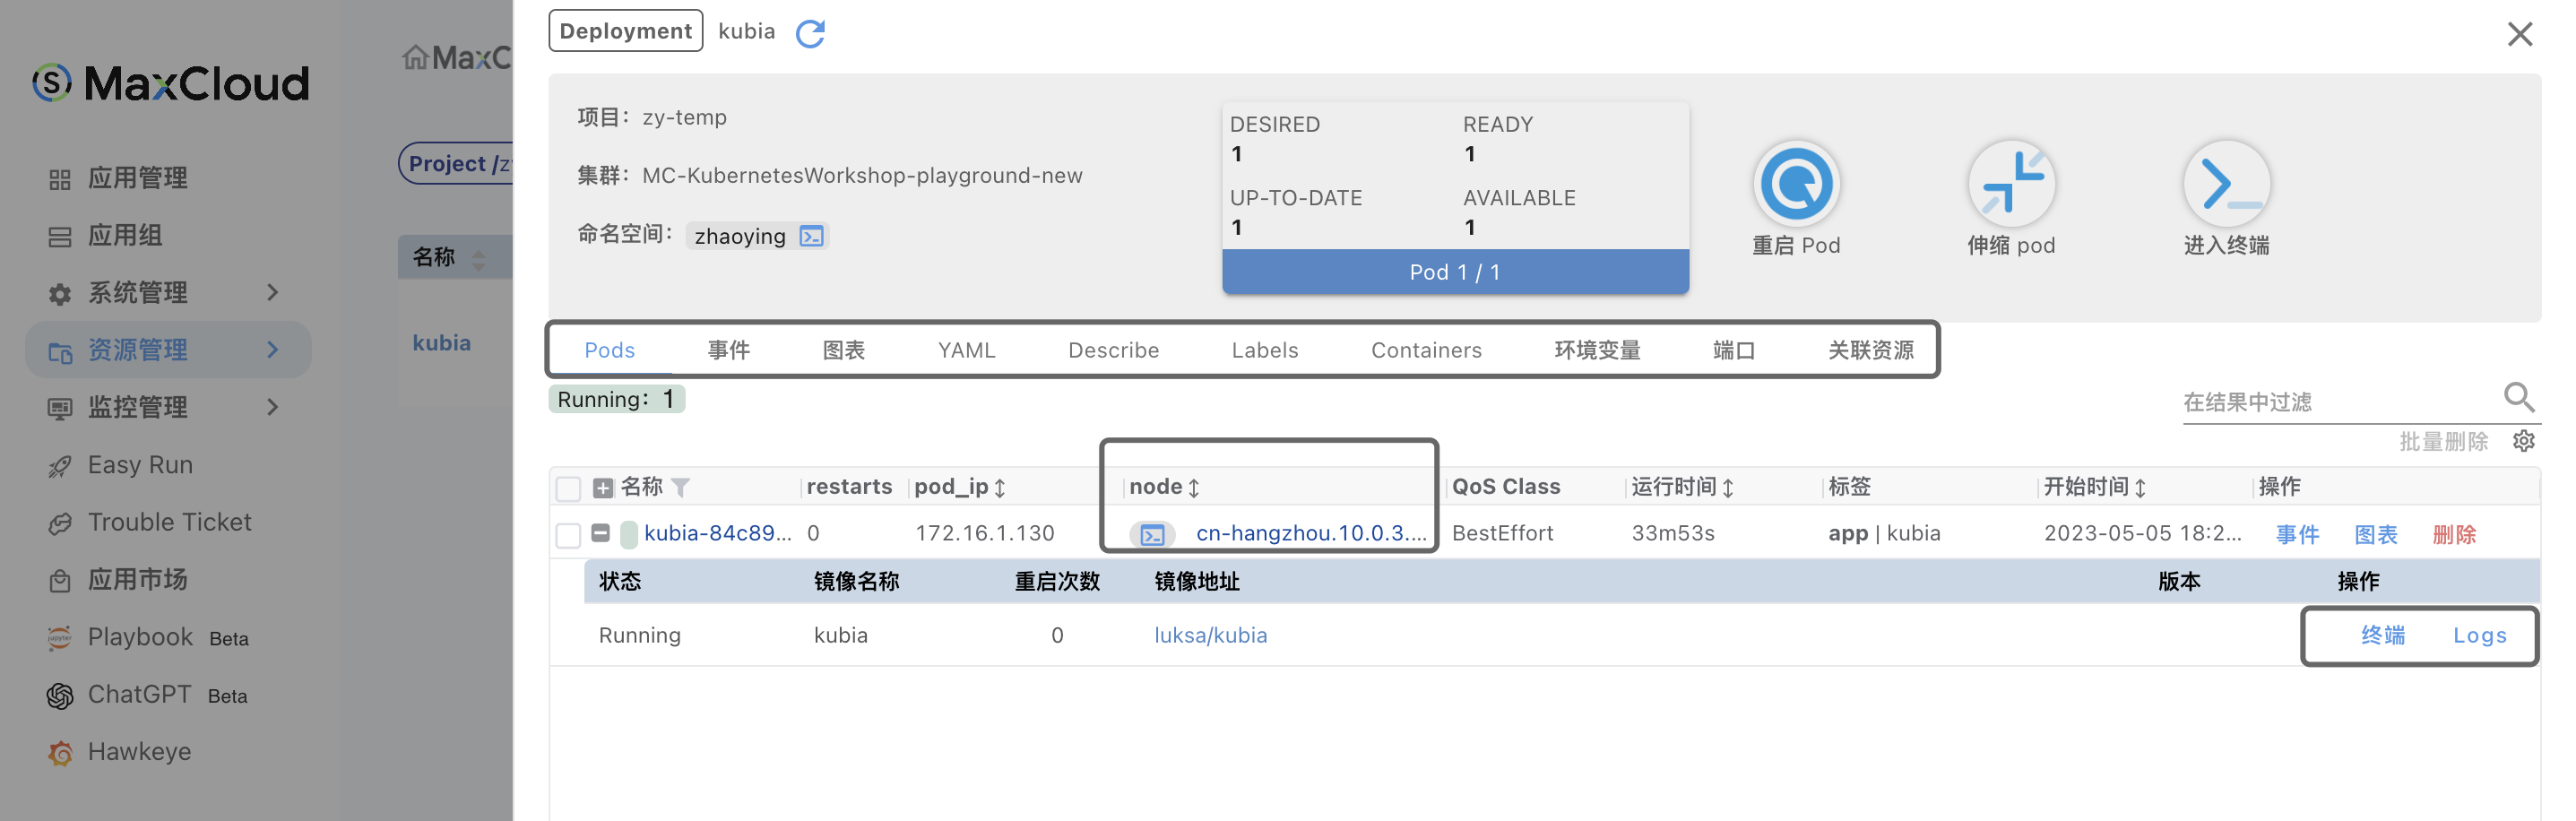 MaxCloud
应用管理
应用组
系统管理
资源管理
监控管理
Easy Run
Trouble Ticket
应用市场
Playbook Beta
ChatGPT Beta
Hawkeye
MaxC
Project /z
名称
kubia
Deployment kubia
项目： zy-temp
集群： MC-KubernetesWorkshop-playground-new
命名空间： zhaoying
DESIRED READY
1 1
UP-TO-DATE AVAILABLE
1 1
Pod 1 / 1
重启 Pod 伸缩 pod 进入终端
Pods 事件 图表 YAML Describe Labels Containers 环境变量 端口 关联资源
Running： 1
在结果中过滤
批量删除
名称 restarts pod_ip node QoS Class 运行时间 标签 开始时间 操作
kubia-84c89... 0 172.16.1.130 cn-hangzhou.10.0.3.... BestEffort 33m53s app | kubia 2023-05-05 18:2... 事件 图表 删除
状态 镜像名称 重启次数 镜像地址 版本 操作
Running kubia 0 luksa/kubia 终端 Logs